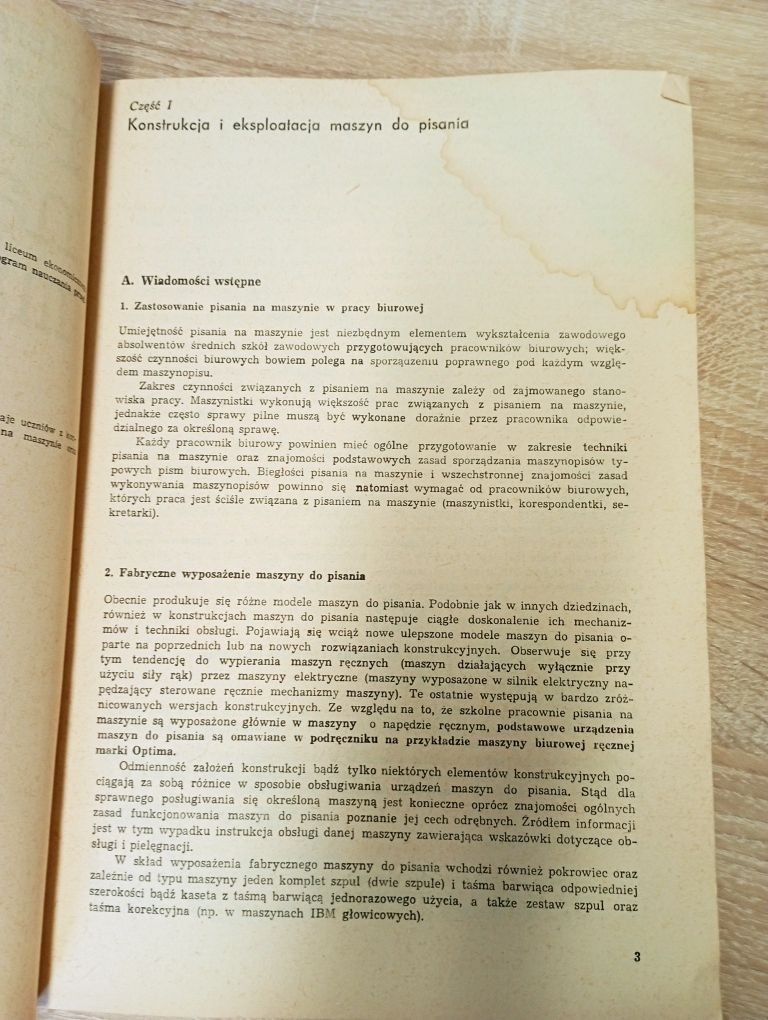 liceum ekonomiczne
gram nauczania przed
aje uczniów z kon-
na maszynie oraz
Część I
Konstrukcja i eksploatacja maszyn do pisania
A. Wiadomości wstępne
1. Zastosowanie pisania na maszynie w pracy biurowej
Umiejętność pisania na maszynie jest niezbędnym elementem wykształcenia zawodowego
absolwentów średnich szkół zawodowych przygotowujących pracowników biurowych; więk-
szość czynności biurowych bowiem polega na sporządzeniu poprawnego pod każdym wzglę-
dem maszynopisu.
Zakres czynności związanych z pisaniem na maszynie zależy od zajmowanego stano-
wiska pracy. Maszynistki wykonują większość prac związanych z pisaniem na maszynie,
jednakże często sprawy pilne muszą być wykonane doraźnie przez pracownika odpowie-
dzialnego za określoną sprawę.
Każdy pracownik biurowy powinien mieć ogólne przygotowanie w zakresie techniki
pisania na maszynie oraz znajomości podstawowych zasad sporządzania maszynopisów ty-
powych pism biurowych. Biegłości pisania na maszynie i wszechstronnej znajomości zasad
wykonywania maszynopisów powinno się natomiast wymagać od pracowników biurowych,
których praca jest ściśle związana z pisaniem na maszynie (maszynistki, korespondentki, se-
kretarki).
2. Fabryczne wyposażenie maszyny do pisania
Obecnie produkuje się różne modele maszyn do pisania. Podobnie jak w innych dziedzinach,
również w konstrukcjach maszyn do pisania następuje ciągłe doskonalenie ich mechaniz-
mów i techniki obsługi. Pojawiają się wciąż nowe ulepszone modele maszyn do pisania o-
parte na poprzednich lub na nowych rozwiązaniach konstrukcyjnych. Obserwuje się przy
tym tendencję do wypierania maszyn ręcznych (maszyn działających wyłącznie przy
użyciu siły rąk) przez maszyny elektryczne (maszyny wyposażone w silnik elektryczny na-
pędzający sterowane ręcznie mechanizmy maszyny). Te ostatnie występują w bardzo zróż-
nicowanych wersjach konstrukcyjnych. Ze względu na to, że szkolne pracownie pisania na
maszynie są wyposażone głównie w maszyny o napędzie ręcznym, podstawowe urządzenia
maszyn do pisania są omawiane w podręczniku na przykładzie maszyny biurowej ręcznej
marki Optima.
Odmienność założeń konstrukcji bądź tylko niektórych elementów konstrukcyjnych po-
ciągają za sobą różnice w sposobie obsługiwania urządzeń maszyn do pisania. Stąd dla
sprawnego posługiwania się określoną maszyną jest konieczne oprócz znajomości ogólnych
zasad funkcjonowania maszyn do pisania poznanie jej cech odrębnych. Źródłem informacji
jest w tym wypadku instrukcja obsługi danej maszyny zawierająca wskazówki dotyczące ob-
sługi i pielęgnacji.
W skład wyposażenia fabrycznego maszyny do pisania wchodzi również pokrowiec oraz
zależnie od typu maszyny jeden komplet szpul (dwie szpule) i taśma barwiąca odpowiedniej
szerokości bądź kaseta z taśmą barwiącą jednorazowego użycia, a także zestaw szpul oraz
taśma korekcyjna (np. w maszynach IBM głowicowych).
3